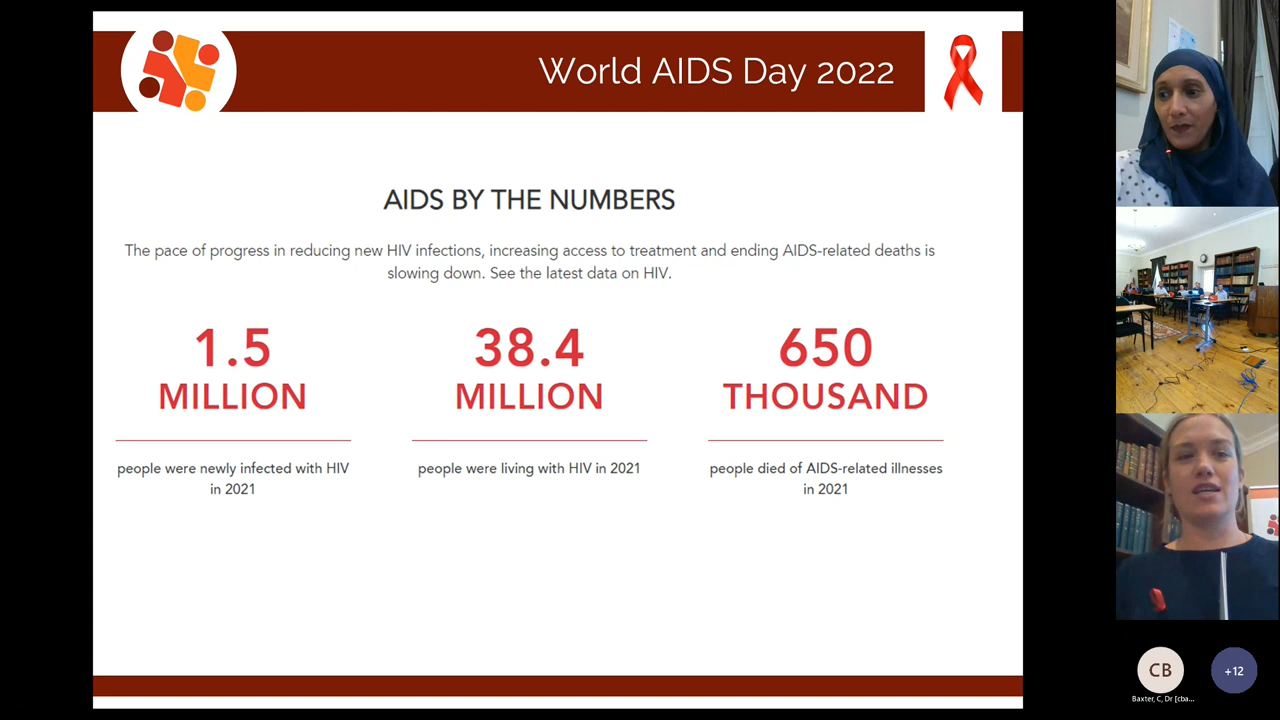 World AIDS Day 2022
AIDS BY THE NUMBERS
The pace of progress in reducing new HIV infections, increasing access to treatment and ending AIDS-related deaths is
slowing down. See the latest data on HIV.
1.5
MILLION
people were newly infected with HIV
in 2021
38.4
MILLION
people were living with HIV in 2021
650
THOUSAND
people died of AIDS-related illnesses
in 2021
CB
Baxter, C, Dr [cba...
+12